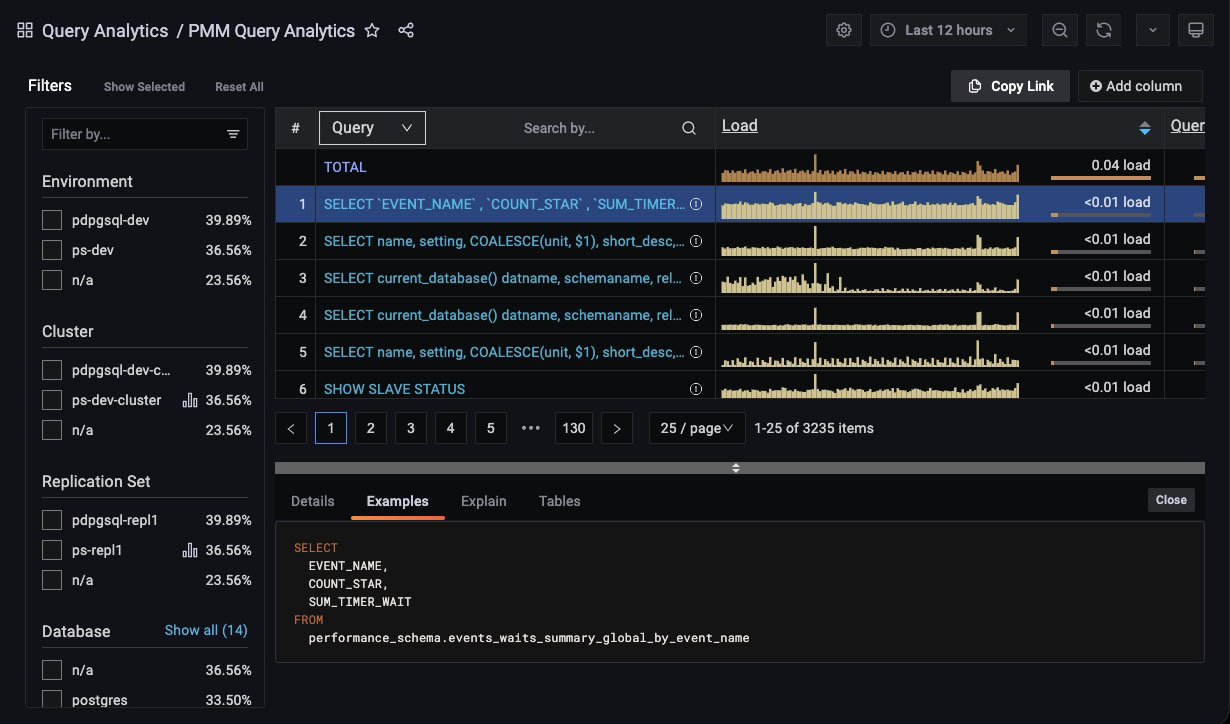 Query Analytics / PMM Query Analytics
Last 12 hours
Filters Show Selected Reset All
Copy Link Add column
Filter by...
# Query Search by... Load Quer
TOTAL 0.04 load
1 SELECT `EVENT_NAME` , `COUNT_STAR` , `SUM_TIMER... <0.01 load
2 SELECT name, setting, COALESCE(unit, $1), short_desc,... <0.01 load
3 SELECT current_database() datname, schemaname, rel... <0.01 load
4 SELECT current_database() datname, schemaname, rel... <0.01 load
5 SELECT name, setting, COALESCE(unit, $1), short_desc,... <0.01 load
6 SHOW SLAVE STATUS <0.01 load
Environment
pdpgsql-dev 39.89%
ps-dev 36.56%
n/a 23.56%
Cluster
pdpgsql-dev-c... 39.89%
ps-dev-cluster 36.56%
n/a 23.56%
Replication Set
pdpgsql-repl1 39.89%
ps-repl1 36.56%
n/a 23.56%
Database Show all (14)
n/a 36.56%
postgres 33.50%
< 1 2 3 4 5 ••• 130 > 25 / page 1-25 of 3235 items
Details Examples Explain Tables Close
SELECT
EVENT_NAME,
COUNT_STAR,
SUM_TIMER_WAIT
FROM
performance_schema.events_waits_summary_global_by_event_name